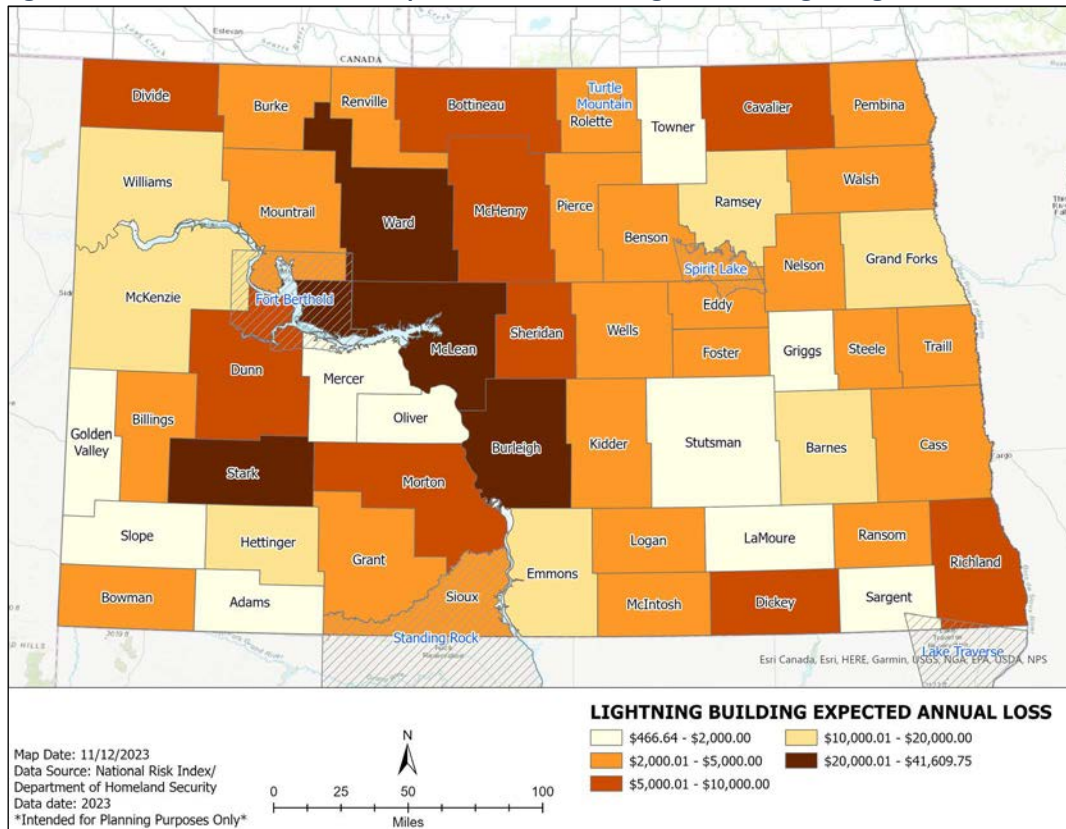 Estevan
CANADA
Divide
Burke
Renville
Bottineau
Turtle
Mountain
Rolette
Towner
Cavalier
Pembina
Williams
Mountrail
Ward
McHenry
Pierce
Benson
Ramsey
Walsh
Spirit Lake
Nelson
Grand Forks
McKenzie
Fort Berthold
Eddy
McLean
Sheridan
Wells
Foster
Griggs
Steele
Traill
Dunn
Mercer
Oliver
Golden
Valley
Billings
Burleigh
Kidder
Stutsman
Barnes
Cass
Stark
Morton
Slope
Hettinger
Grant
Emmons
Logan
LaMoure
Ransom
Richland
Bowman
Adams
Sioux
McIntosh
Dickey
Sargent
Standing Rock
Lake Traverse
Esri Canada, Esri, HERE, Garmin, USGS, NGA, EPA, USDA, NPS
LIGHTNING BUILDING EXPECTED ANNUAL LOSS
$466.64 - $2,000.00
$10,000.01 - $20,000.00
$2,000.01 - $5,000.00
$20,000.01 - $41,609.75
$5,000.01 - $10,000.00
Map Date: 11/12/2023
Data Source: National Risk Index/
Department of Homeland Security
Data date: 2023
*Intended for Planning Purposes Only*
N
0 25 50 100
Miles